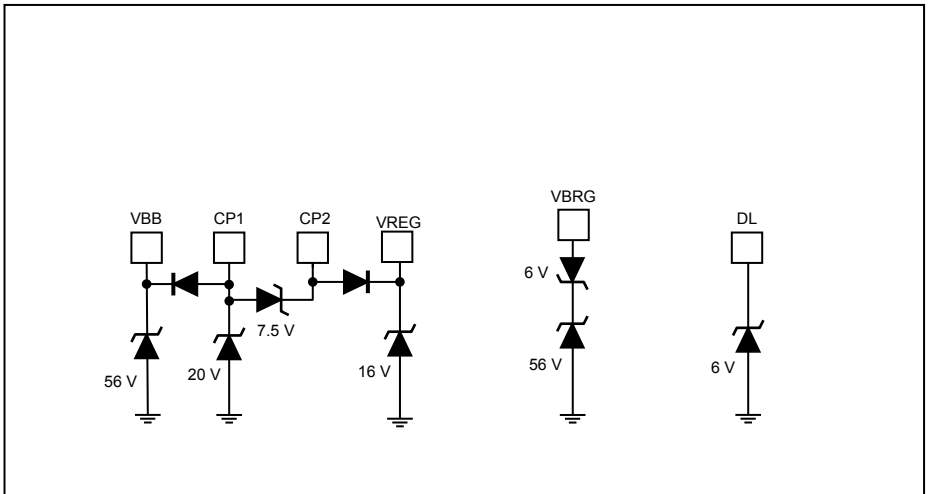 VBB
CP1
CP2
VREG
VBRG
DL
6 V
7.5 V
56 V
20 V
16 V
56 V
6 V